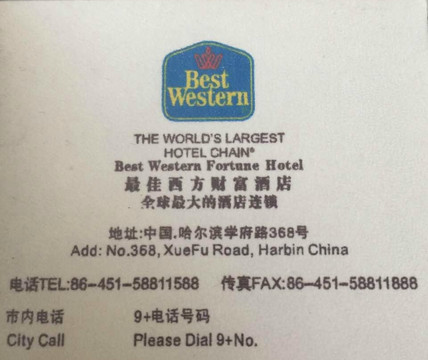 Best
Western
THE WORLD'S LARGEST
HOTEL CHAIN®
Best Western Fortune Hotel
最佳西方财富酒店
全球最大的酒店连锁
地址:中国.哈尔滨学府路368号
Add: No.368, XueFu Road, Harbin China
电话TEL:86-451-58811588 传真FAX:86-451-58811888
市内电话 9+电话号码
City Call Please Dial 9+No.